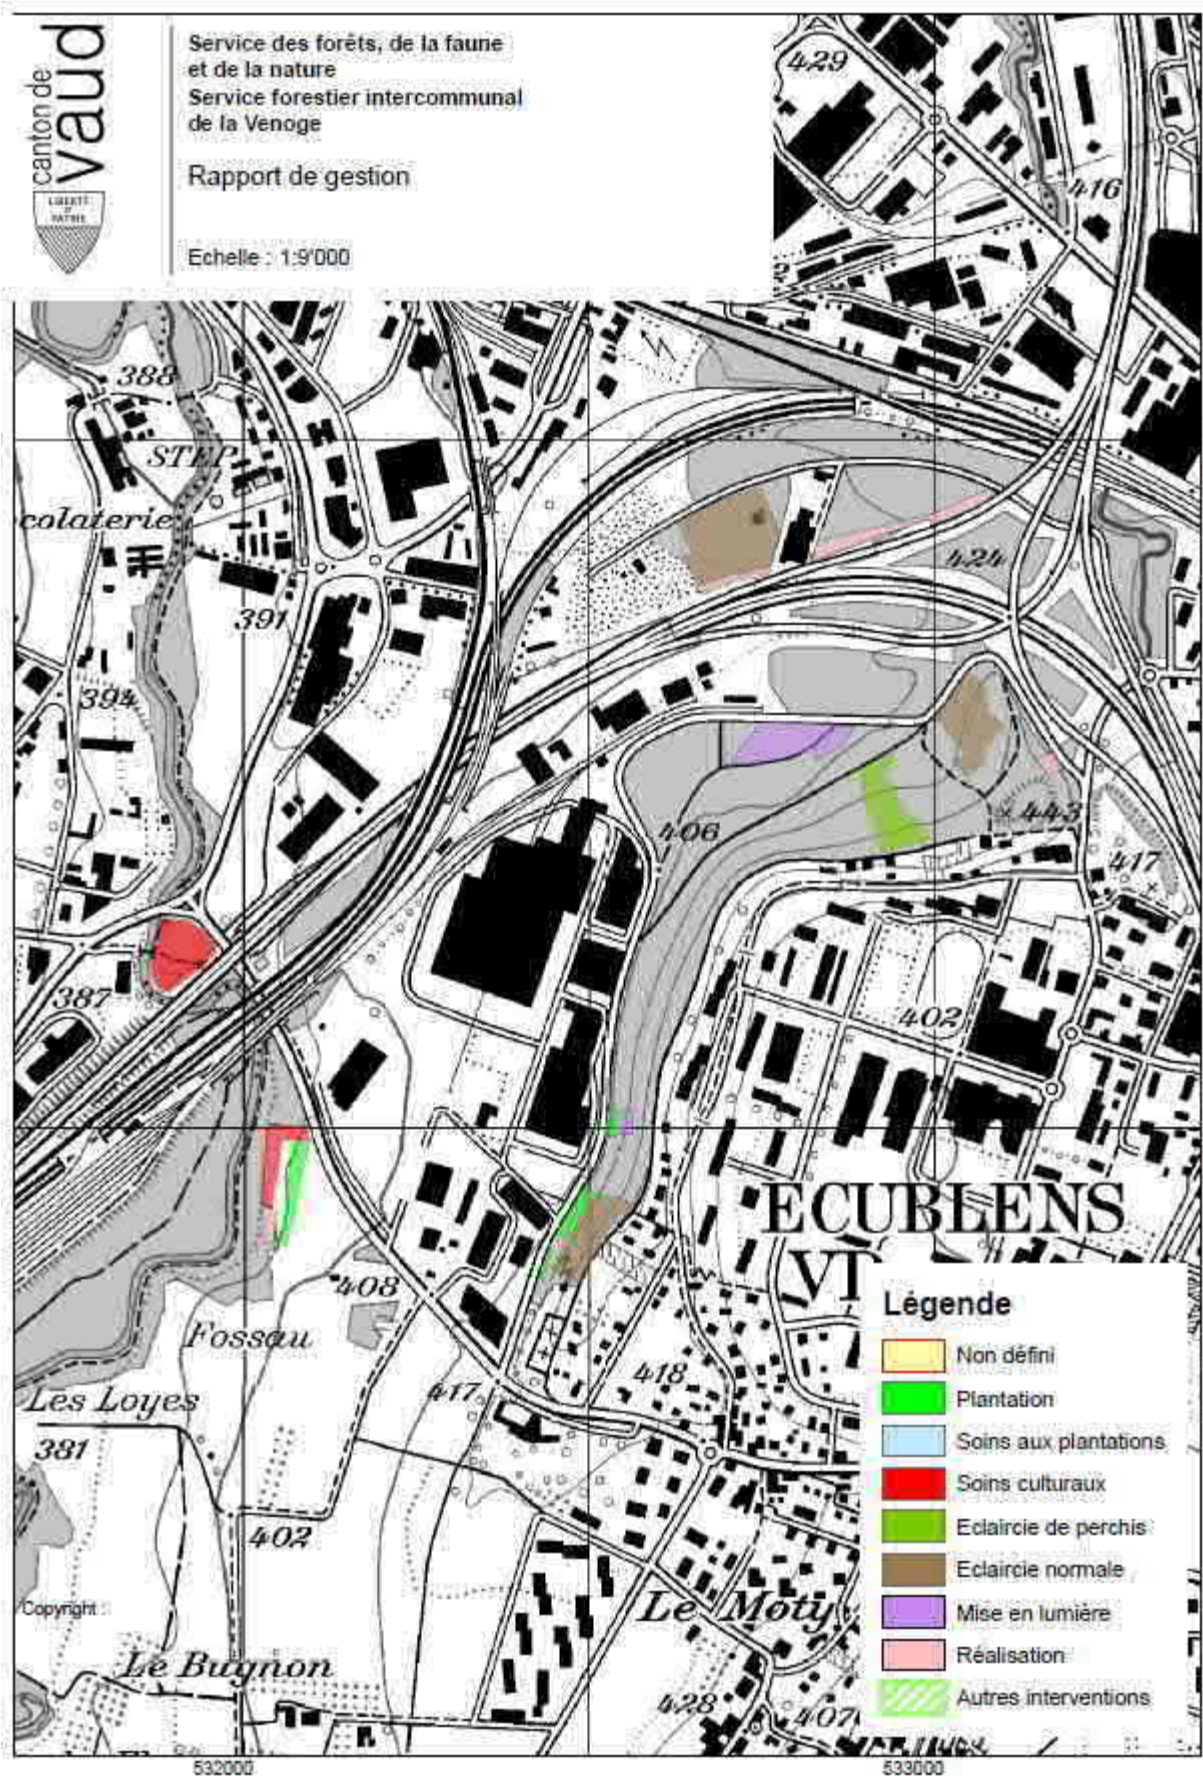 canton de
vaud
LIBERTÉ
ET
PATRIE
Service des forêts, de la faune
et de la nature
Service forestier intercommunal
de la Venoge
Rapport de gestion
Echelle : 1:9'000
429
416
388
STEP
colaterie
391
424
394
406
443
417
387
402
ECUBLENS
VD
408
Fossau
418
417
Les Loyes
381
402
Copyright :
Le Bugnon
Le Moty
428
407
Légende
Non défini
Plantation
Soins aux plantations
Soins culturaux
Eclaircie de perchis
Eclaircie normale
Mise en lumière
Réalisation
Autres interventions
532000
533000